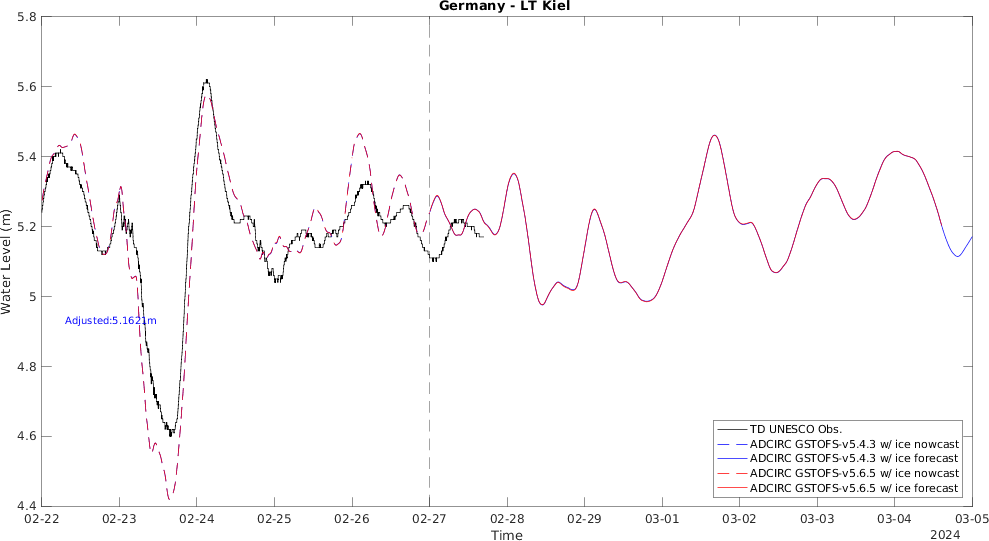 Germany - LT Kiel
5.8
5.6
5.4
5.2
5
4.8
4.6
4.4
Water Level (m)
Adjusted:5.1621m
TD UNESCO Obs.
ADCIRC GSTOFS-v5.4.3 w/ ice nowcast
ADCIRC GSTOFS-v5.4.3 w/ ice forecast
ADCIRC GSTOFS-v5.6.5 w/ ice nowcast
ADCIRC GSTOFS-v5.6.5 w/ ice forecast
02-22 02-23 02-24 02-25 02-26 02-27 02-28 02-29 03-01 03-02 03-03 03-04 03-05
Time
2024